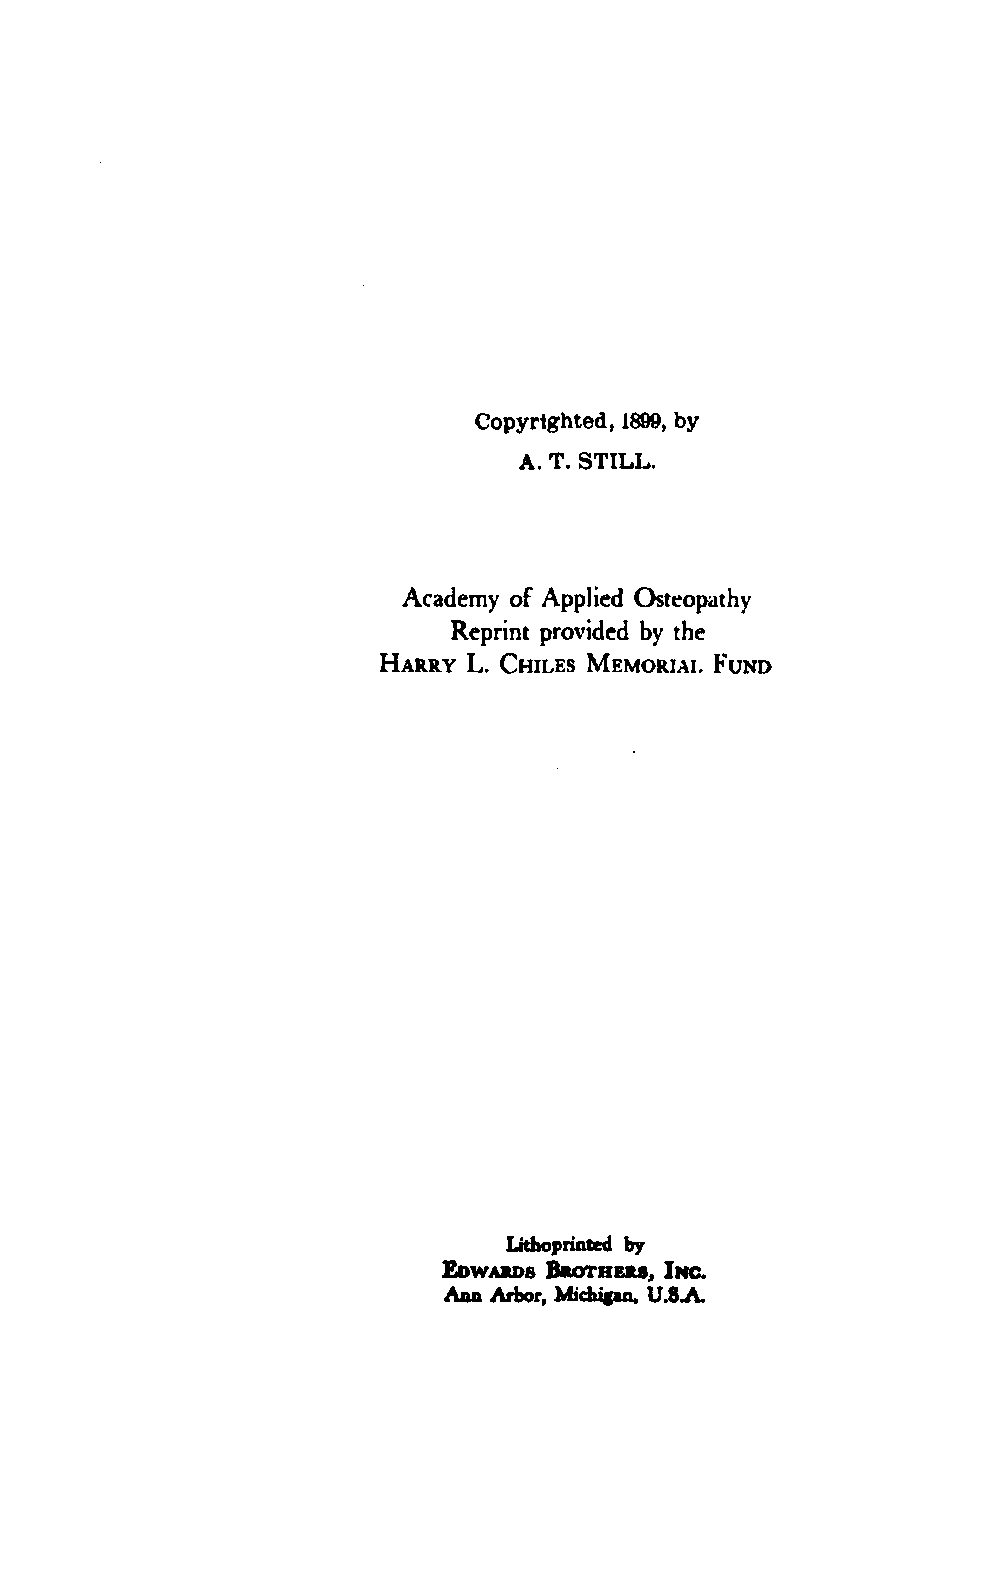 Copyrighted, 1899, by
A. T. STILL.
Academy of Applied Osteopathy
Reprint provided by the
HARRY L. CHILES MEMORIAL FUND
Lithoprinted by
EDWARDS BROTHERS, INC.
Ann Arbor, Michigan, U.S.A.